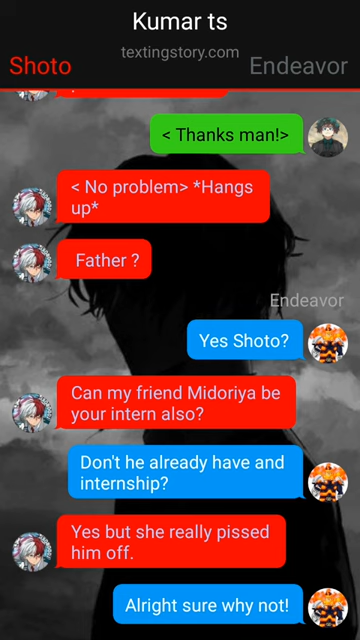 Kumar ts
textingstory.com
Shoto
Endeavor
< Thanks man!>
< No problem> *Hangs
up*
Father ?
Endeavor
Yes Shoto?
Can my friend Midoriya be
your intern also?
Don't he already have and
internship?
Yes but she really pissed
him off.
Alright sure why not!